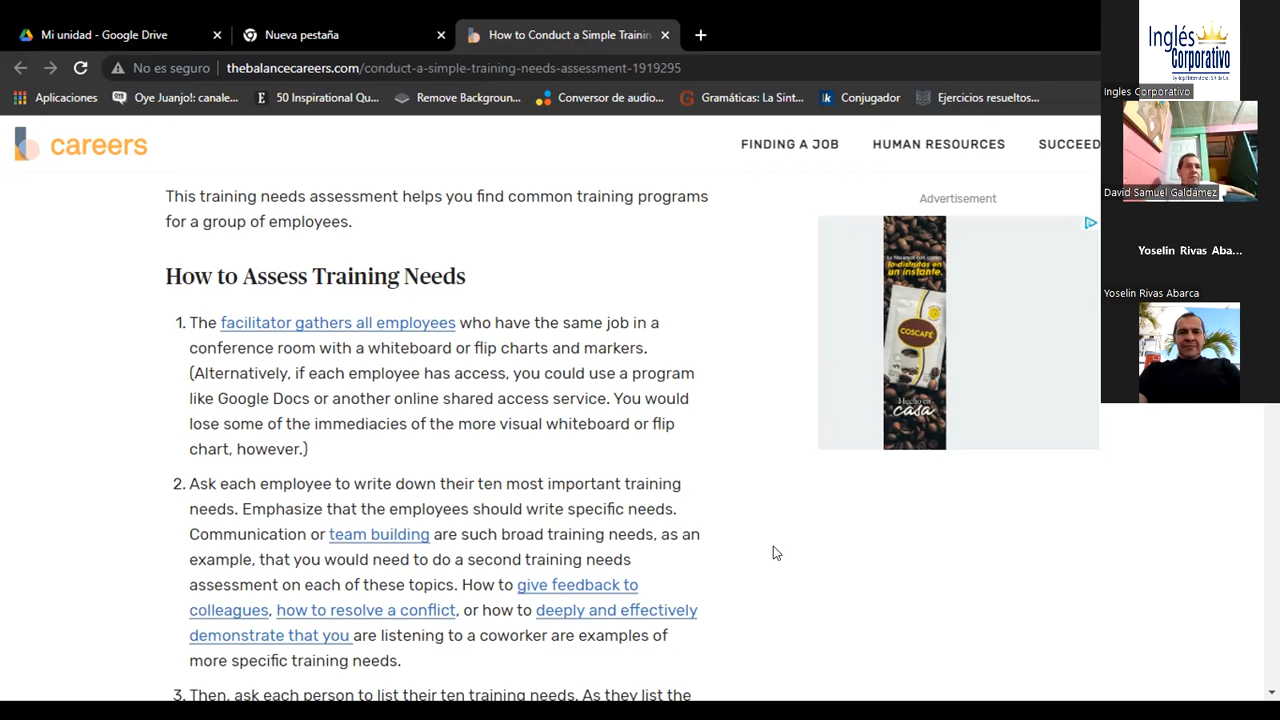 Mi unidad - Google Drive
Nueva pestaña
How to Conduct a Simple Trainin
No es seguro
thebalancecareers.com/conduct-a-simple-training-needs-assessment-1919295
Aplicaciones
Oye Juanjo!: canale...
50 Inspirational Qu...
Remove Backgroun...
Conversor de audio...
Gramáticas: La Sint...
Conjugador
Ejercicios resueltos...
careers
FINDING A JOB
HUMAN RESOURCES
SUCCEED
This training needs assessment helps you find common training programs
for a group of employees.
How to Assess Training Needs
1. The facilitator gathers all employees who have the same job in a
conference room with a whiteboard or flip charts and markers.
(Alternatively, if each employee has access, you could use a program
like Google Docs or another online shared access service. You would
lose some of the immediacies of the more visual whiteboard or flip
chart, however.)
2. Ask each employee to write down their ten most important training
needs. Emphasize that the employees should write specific needs.
Communication or team building are such broad training needs, as an
example, that you would need to do a second training needs
assessment on each of these topics. How to give feedback to
colleagues, how to resolve a conflict, or how to deeply and effectively
demonstrate that you are listening to a coworker are examples of
more specific training needs.
3. Then, ask each person to list their ten training needs. As they list the
Advertisement
lo disfrutas en
un instante.
COSCAFÉ
Hecho en
casa
Inglés
Corporativo
Ingles Corporativo
David Samuel Galdámez
Yoselin Rivas Aba...
Yoselin Rivas Abarca